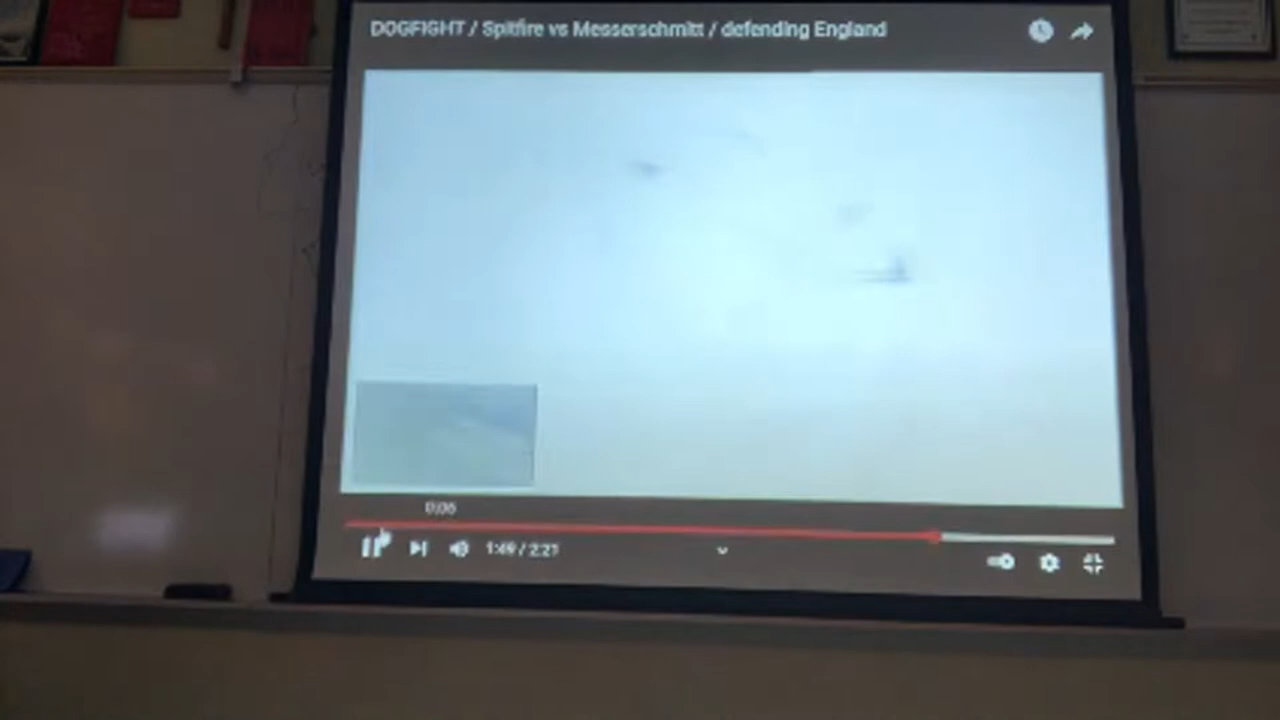 DOGFIGHT / Spitfire vs Messerschmitt / defending England
0:06
1:49 / 2:21